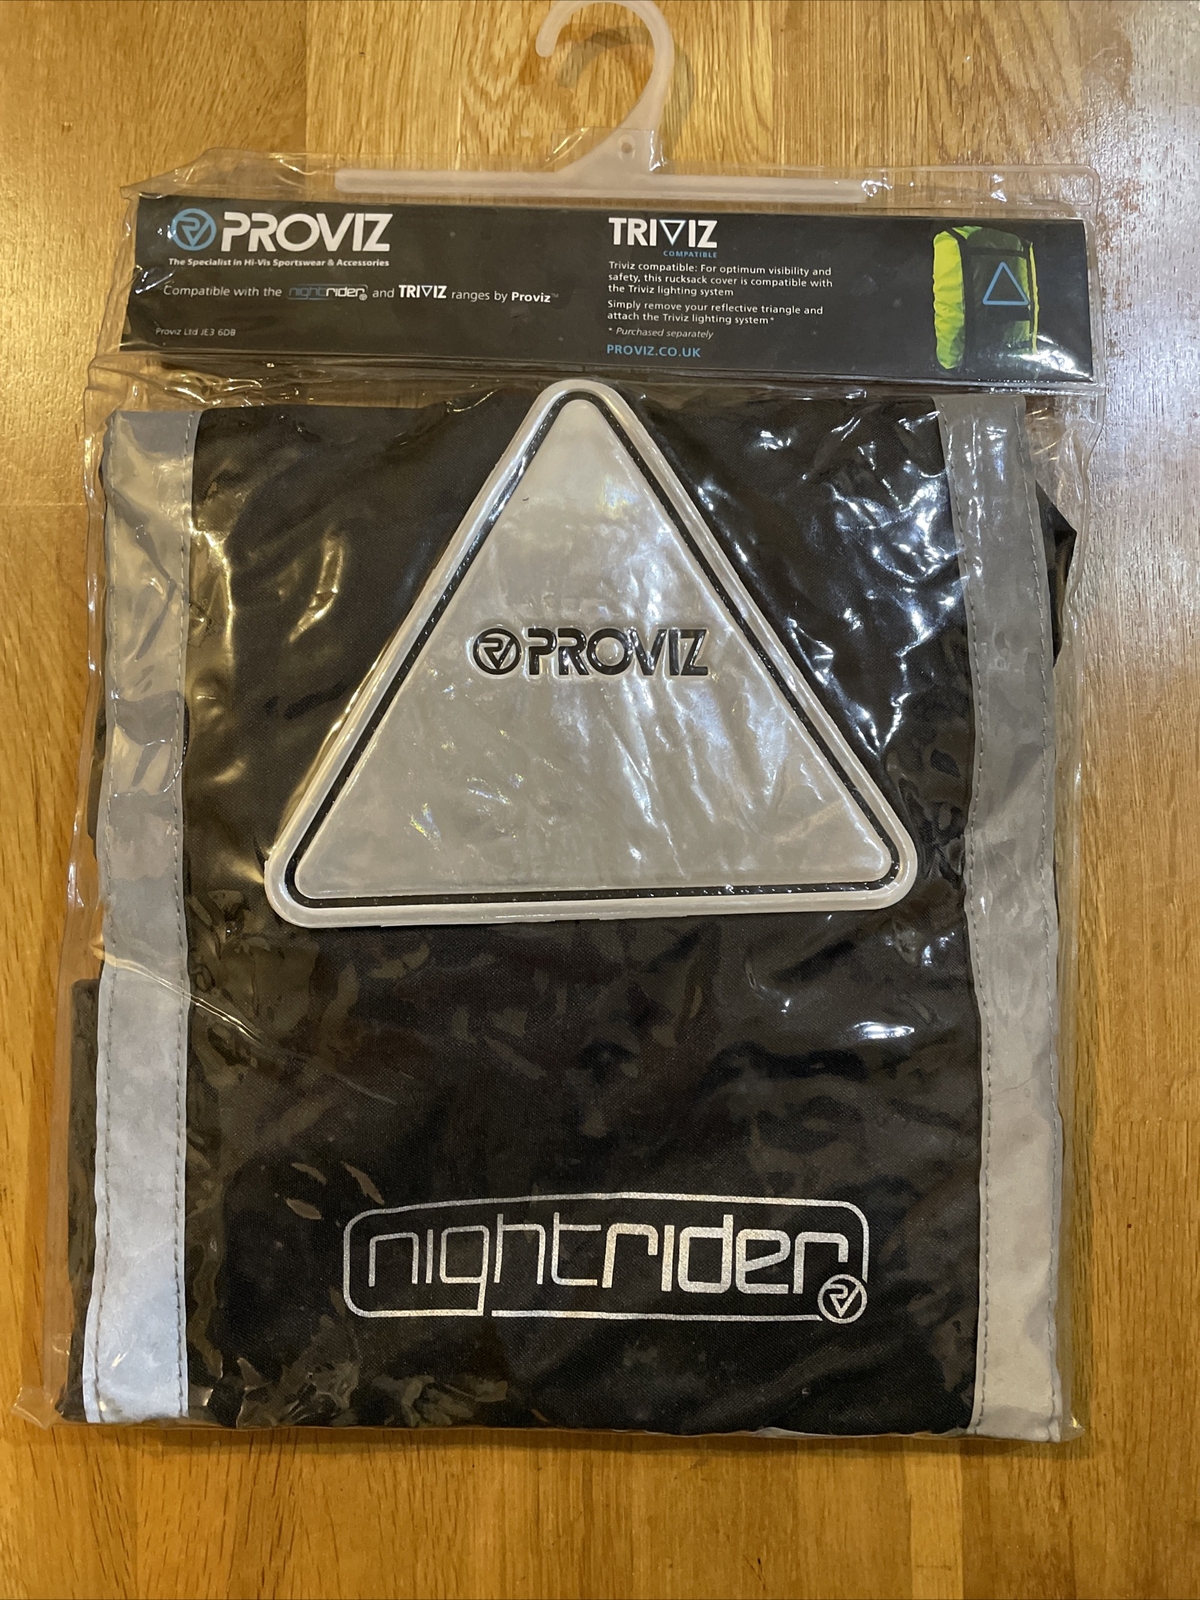 PROVIZ
The Specialist in Hi-Vis Sportswear & Accessories
Compatible with the nightrider and TRIVIZ ranges by Proviz™
Proviz Ltd JE3 6DB
TRIVIZ
COMPATIBLE
Triviz compatible: For optimum visibility and
safety, this rucksack cover is compatible with
the Triviz lighting system
Simply remove your reflective triangle and
attach the Triviz lighting system*
* Purchased separately
PROVIZ.CO.UK
PROVIZ
nightrider